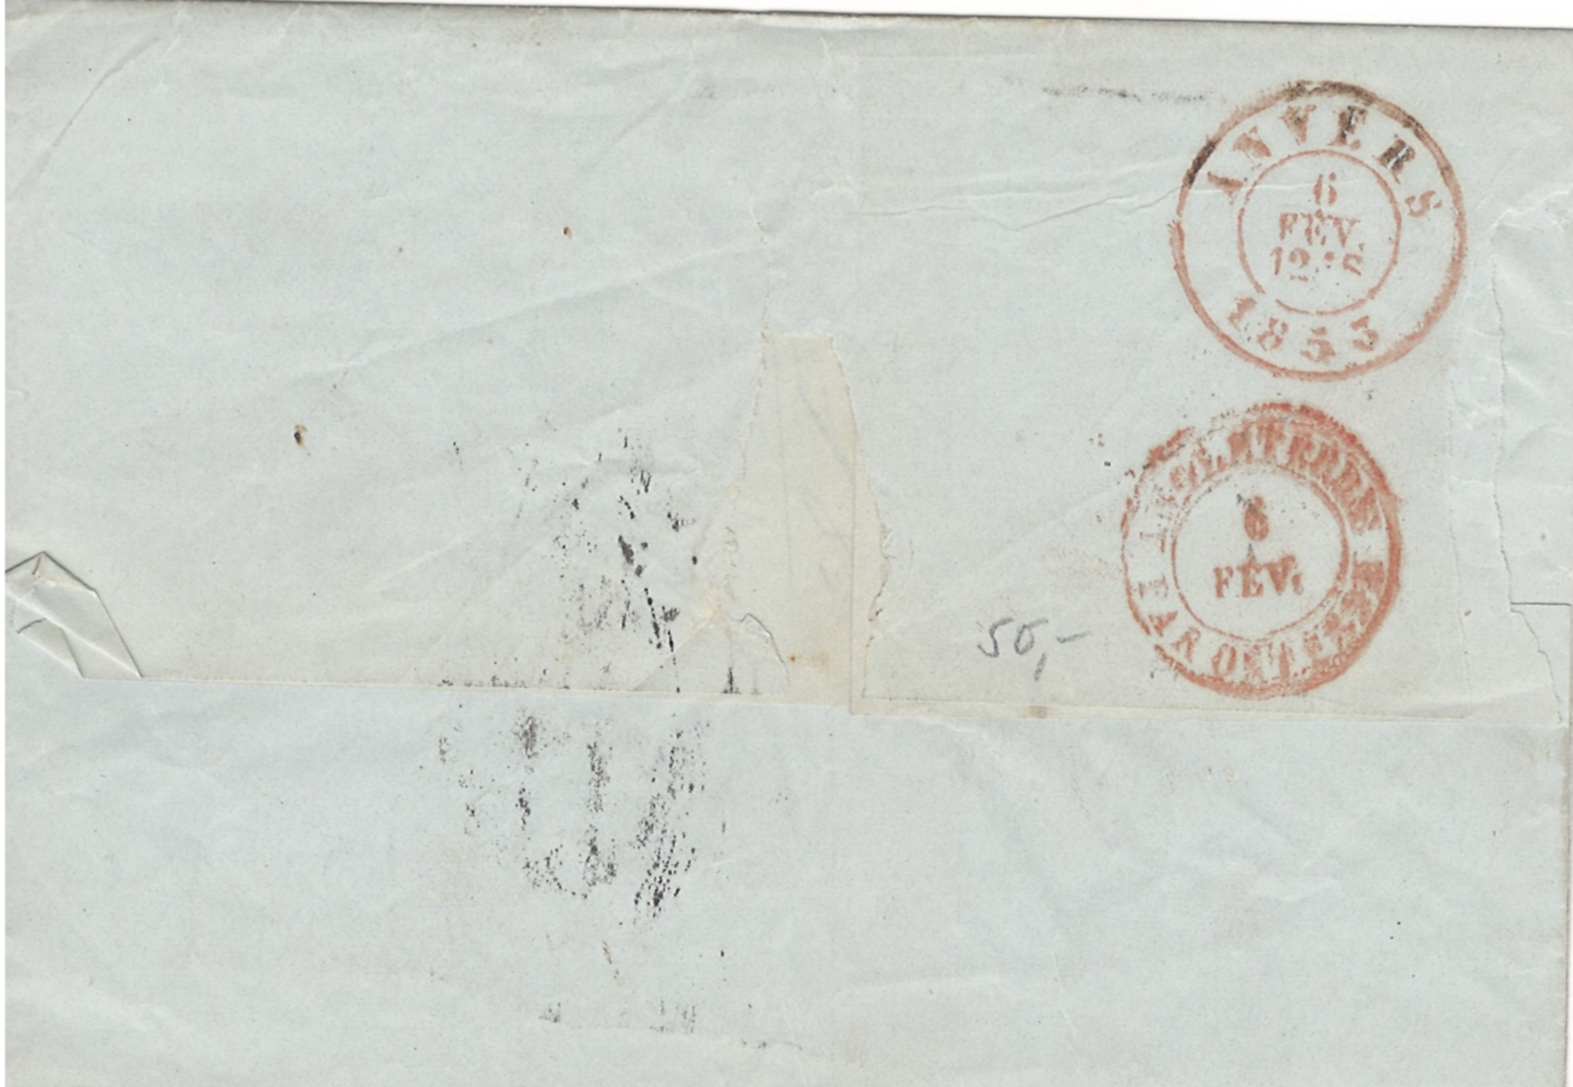 ANVERS
6
FEV.
12
1853
ANGLETERRE
PAR OSTENDE
6
FEV.
50,-